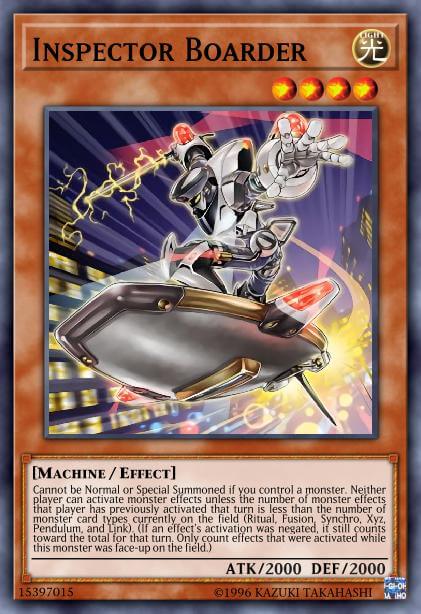 Inspector Boarder
LIGHT
光
[Machine / Effect]
Cannot be Normal or Special Summoned if you control a monster. Neither
player can activate monster effects unless the number of monster effects
that player has previously activated that turn is less than the number of
monster card types currently on the field (Ritual, Fusion, Synchro, Xyz,
Pendulum, and Link). (If an effect's activation was negated, it still counts
toward the total for that turn. Only count effects that were activated while
this monster was face-up on the field.)
ATK/2000 DEF/2000
15397015 ©1996 KAZUKI TAKAHASHI